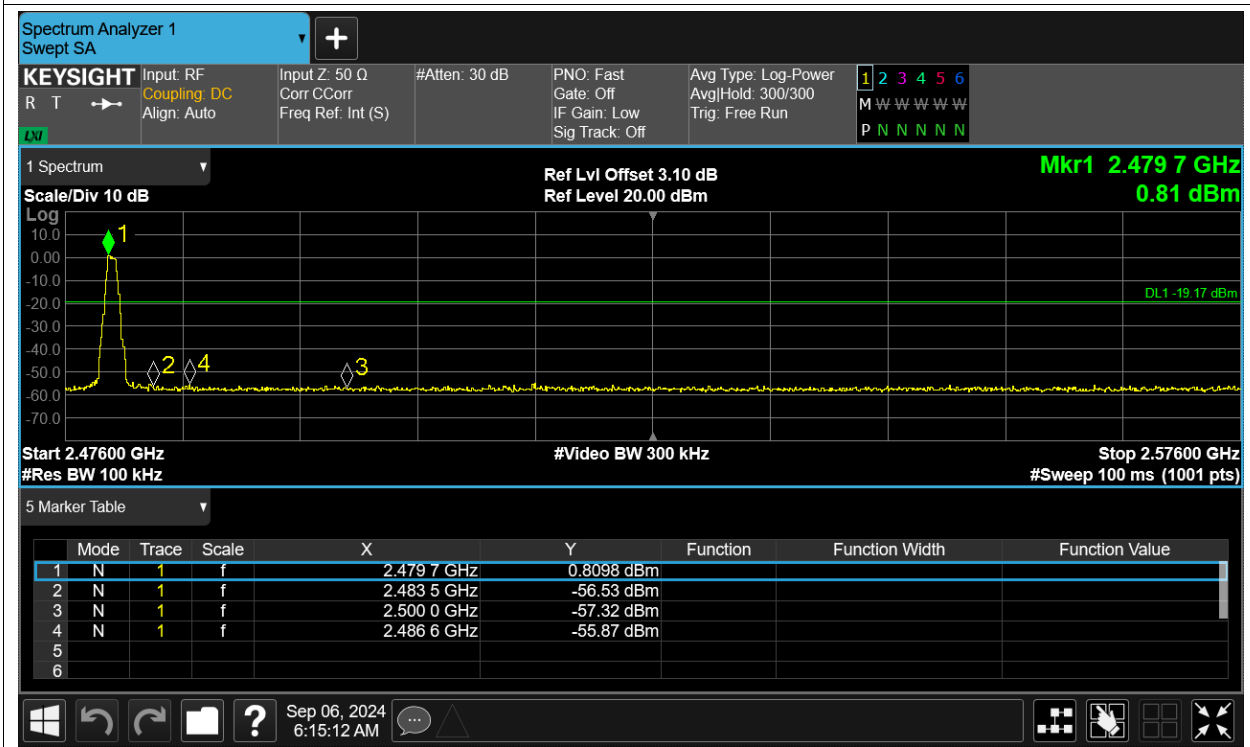 Spectrum Analyzer 1
Swept SA
+
KEYSIGHT Input: RF Input Z: 50 Ω #Atten: 30 dB PNO: Fast Avg Type: Log-Power 1 2 3 4 5 6
R T Coupling: DC Corr CCorr Gate: Off Avg|Hold: 300/300 M W W W W W W
Align: Auto Freq Ref: Int (S) IF Gain: Low Trig: Free Run
LXI Sig Track: Off P N N N N N N
1 Spectrum Ref Lvl Offset 3.10 dB Mkr1 2.479 7 GHz
Scale/Div 10 dB Ref Level 20.00 dBm 0.81 dBm
Log
10.0 1
0.00
-10.0
-20.0 DL1 -19.17 dBm
-30.0
-40.0
-50.0 2 4 3
-60.0
-70.0
Start 2.47600 GHz #Video BW 300 kHz Stop 2.57600 GHz
#Res BW 100 kHz #Sweep 100 ms (1001 pts)
5 Marker Table
Mode Trace Scale X Y Function Function Width Function Value
1 N 1 f 2.479 7 GHz 0.8098 dBm
2 N 1 f 2.483 5 GHz -56.53 dBm
3 N 1 f 2.500 0 GHz -57.32 dBm
4 N 1 f 2.486 6 GHz -55.87 dBm
5
6
? Sep 06, 2024
6:15:12 AM